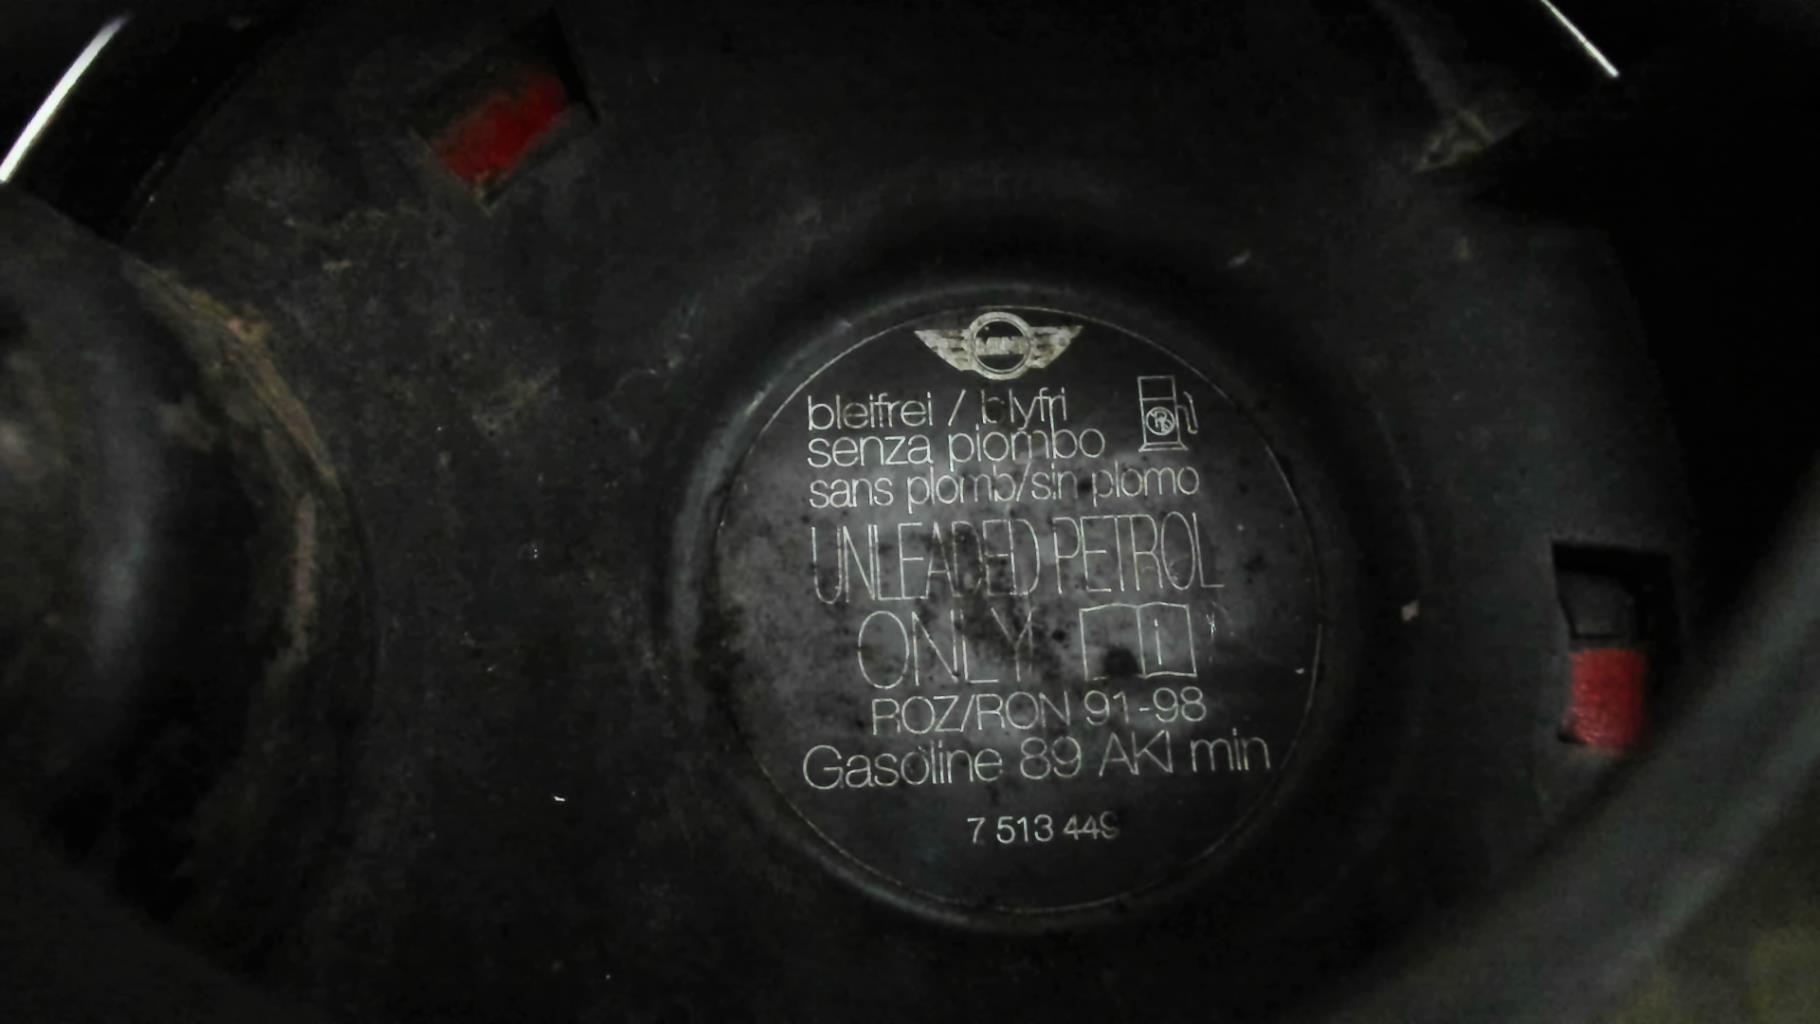 MINI
bleifrei / blyfri
senza piombo
sans plomb/sin plomo
UNLEADED PETROL
ONLY i
ROZ/RON 91-98
Gasoline 89 AKI min
7 513 449